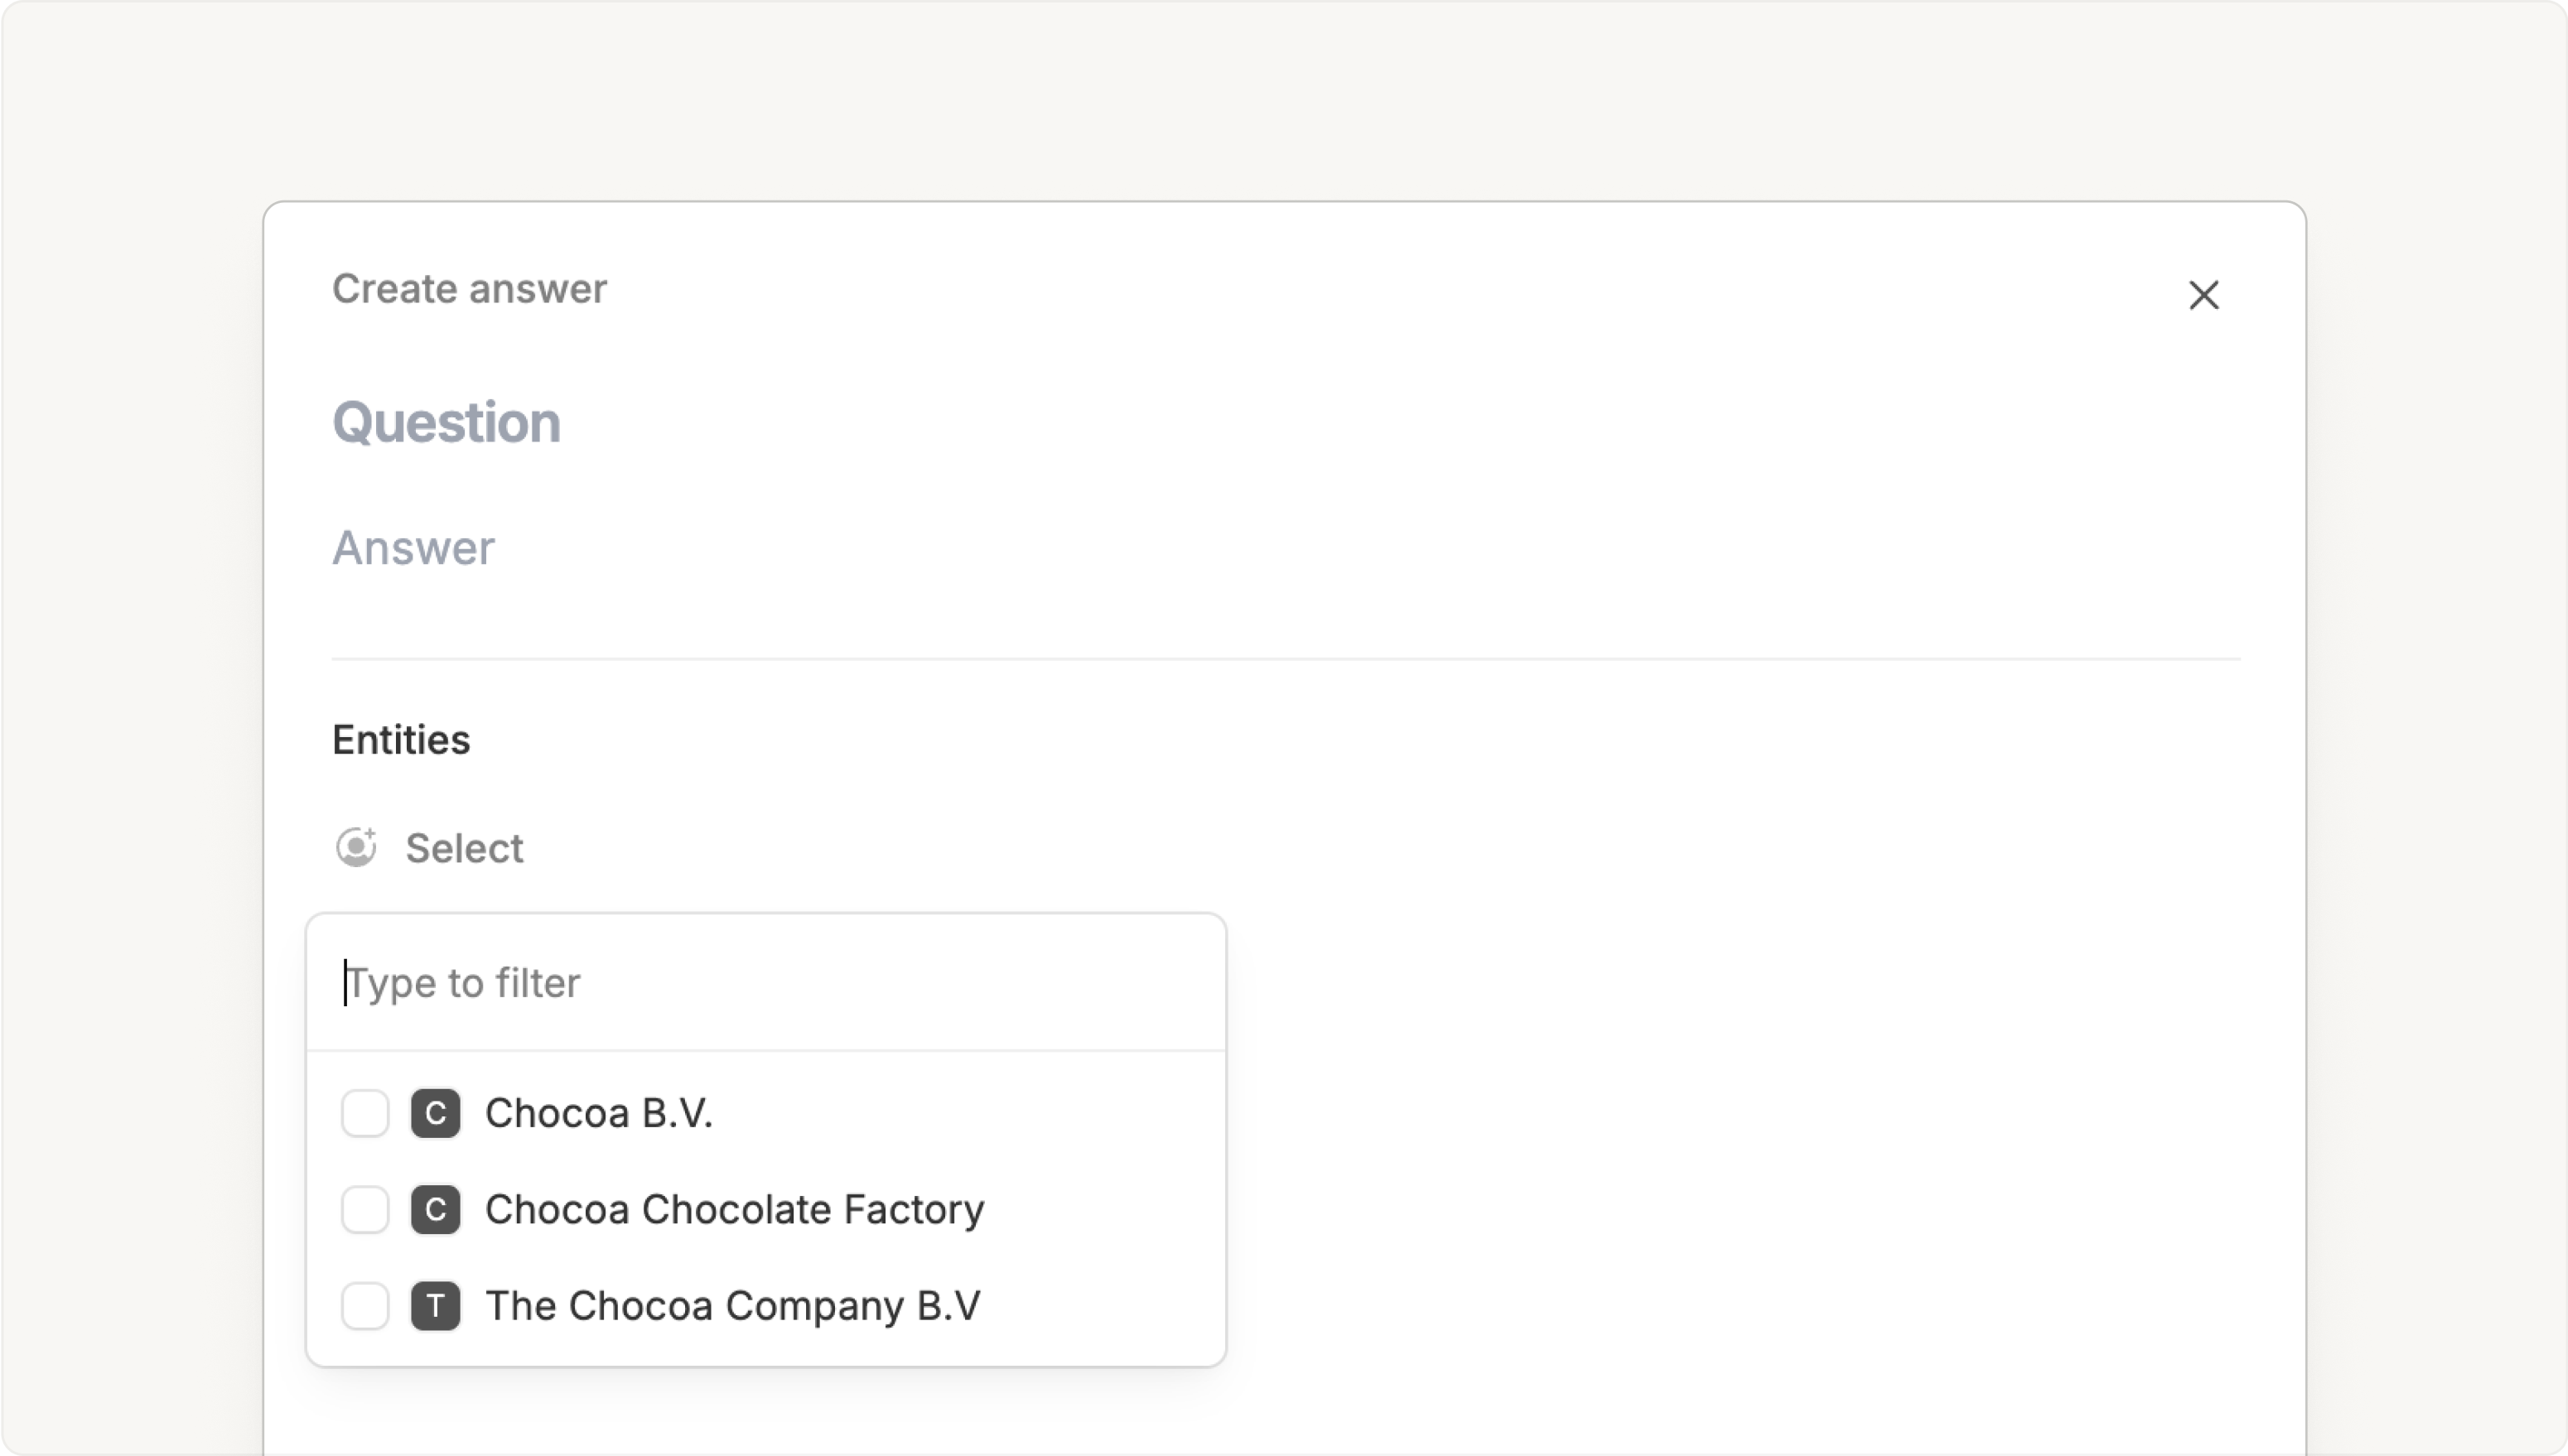 Create answer
Question
Answer
Entities
Select
Type to filter
C Chocoa B.V.
C Chocoa Chocolate Factory
T The Chocoa Company B.V